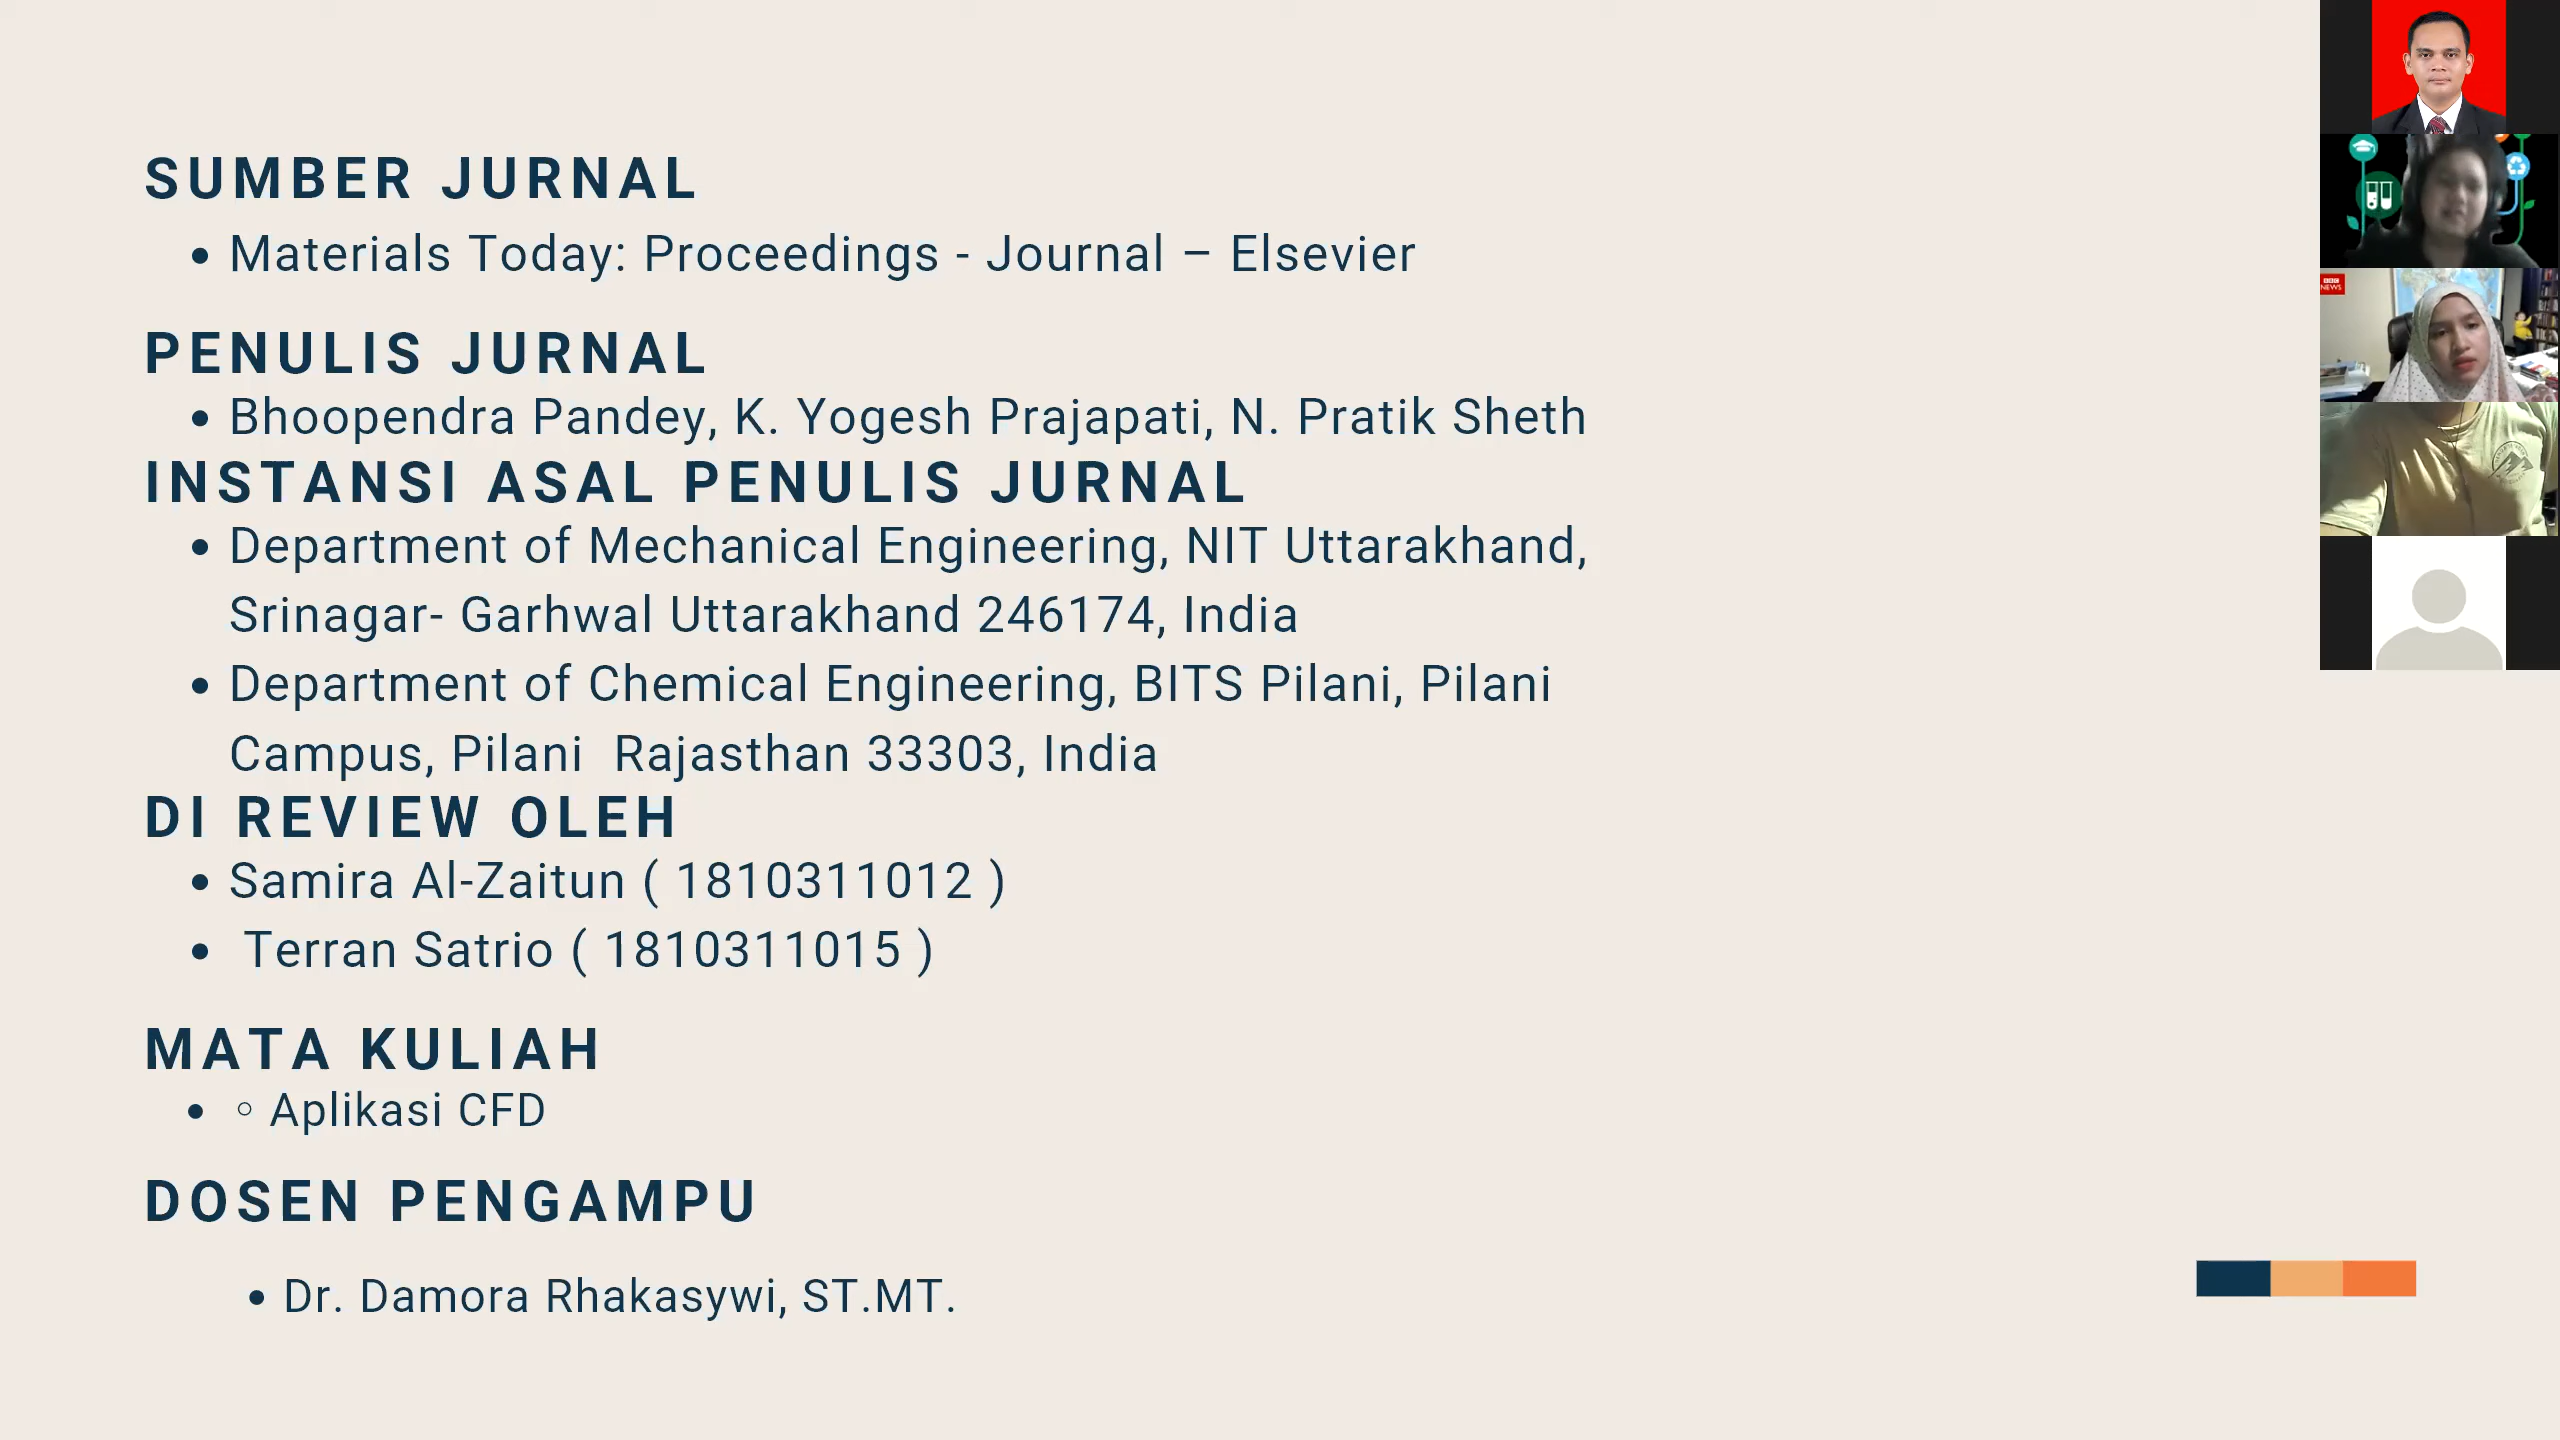 SUMBER JURNAL
• Materials Today: Proceedings - Journal – Elsevier
PENULIS JURNAL
• Bhoopendra Pandey, K. Yogesh Prajapati, N. Pratik Sheth
INSTANSI ASAL PENULIS JURNAL
• Department of Mechanical Engineering, NIT Uttarakhand,
Srinagar- Garhwal Uttarakhand 246174, India
• Department of Chemical Engineering, BITS Pilani, Pilani
Campus, Pilani  Rajasthan 33303, India
DI REVIEW OLEH
• Samira Al-Zaitun ( 1810311012 )
• Terran Satrio ( 1810311015 )
MATA KULIAH
• ○ Aplikasi CFD
DOSEN PENGAMPU
• Dr. Damora Rhakasywi, ST.MT.
BBC
NEWS